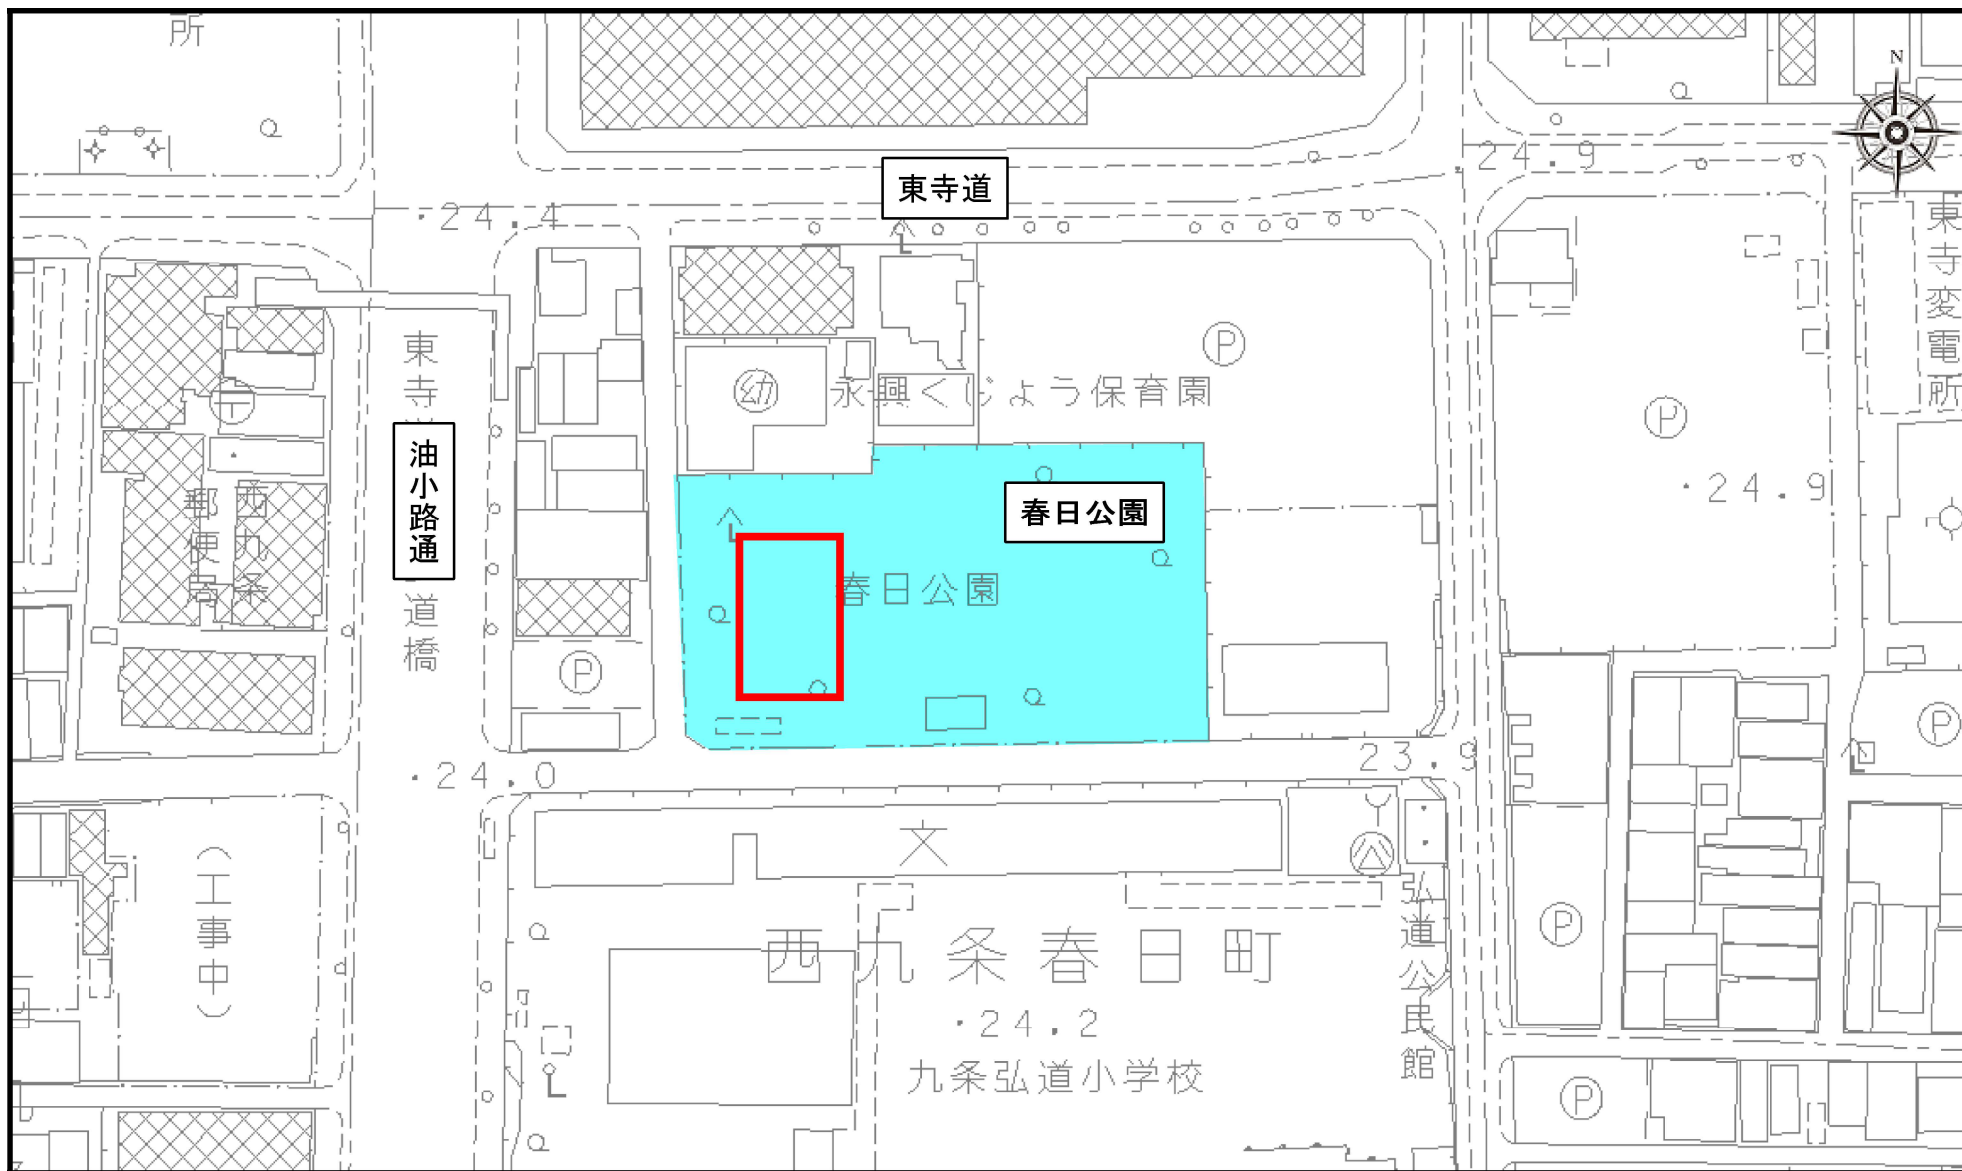 所
N
24.9
東寺道
・24.4
東寺変電所
東寺
道橋
油小路通
幼
永興くじょう保育園
P
P
・24.9
春日公園
春日公園
西九条
郵便局
P
P
・24.0
23.9
文
(工事中)
弘道公民館
P
西九条春日町
・24.2
九条弘道小学校
P